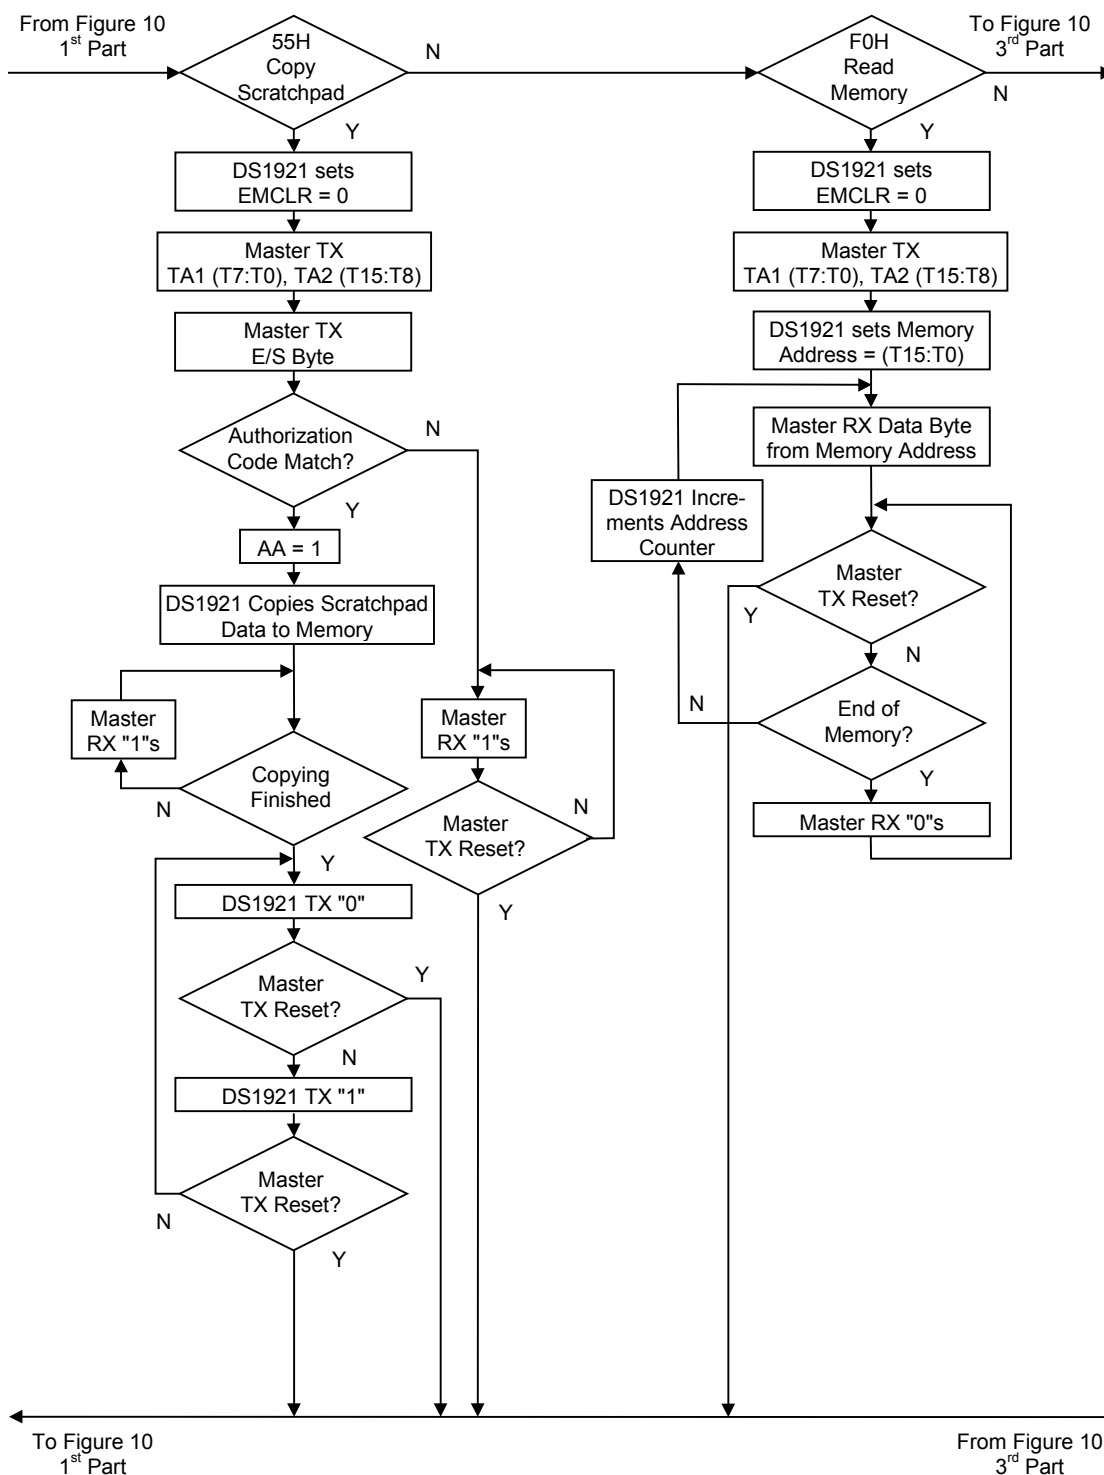 From Figure 10
1st Part
55H
Copy
Scratchpad
N
Y
F0H
Read
Memory
To Figure 10
3rd Part
N
Y
DS1921 sets
EMCLR = 0
Master TX
TA1 (T7:T0), TA2 (T15:T8)
Master TX
E/S Byte
Authorization
Code Match?
N
Y
AA = 1
DS1921 Copies Scratchpad
Data to Memory
Master
RX "1"s
Copying
Finished
N
Y
DS1921 TX "0"
Master
TX Reset?
Y
N
DS1921 TX "1"
Master
TX Reset?
N
Y
Master
RX "1"s
Master
TX Reset?
N
Y
DS1921 sets
EMCLR = 0
Master TX
TA1 (T7:T0), TA2 (T15:T8)
DS1921 sets Memory
Address = (T15:T0)
Master RX Data Byte
from Memory Address
DS1921 Incre-
ments Address
Counter
Master
TX Reset?
Y
N
End of
Memory?
N
Y
Master RX "0"s
To Figure 10
1st Part
From Figure 10
3rd Part